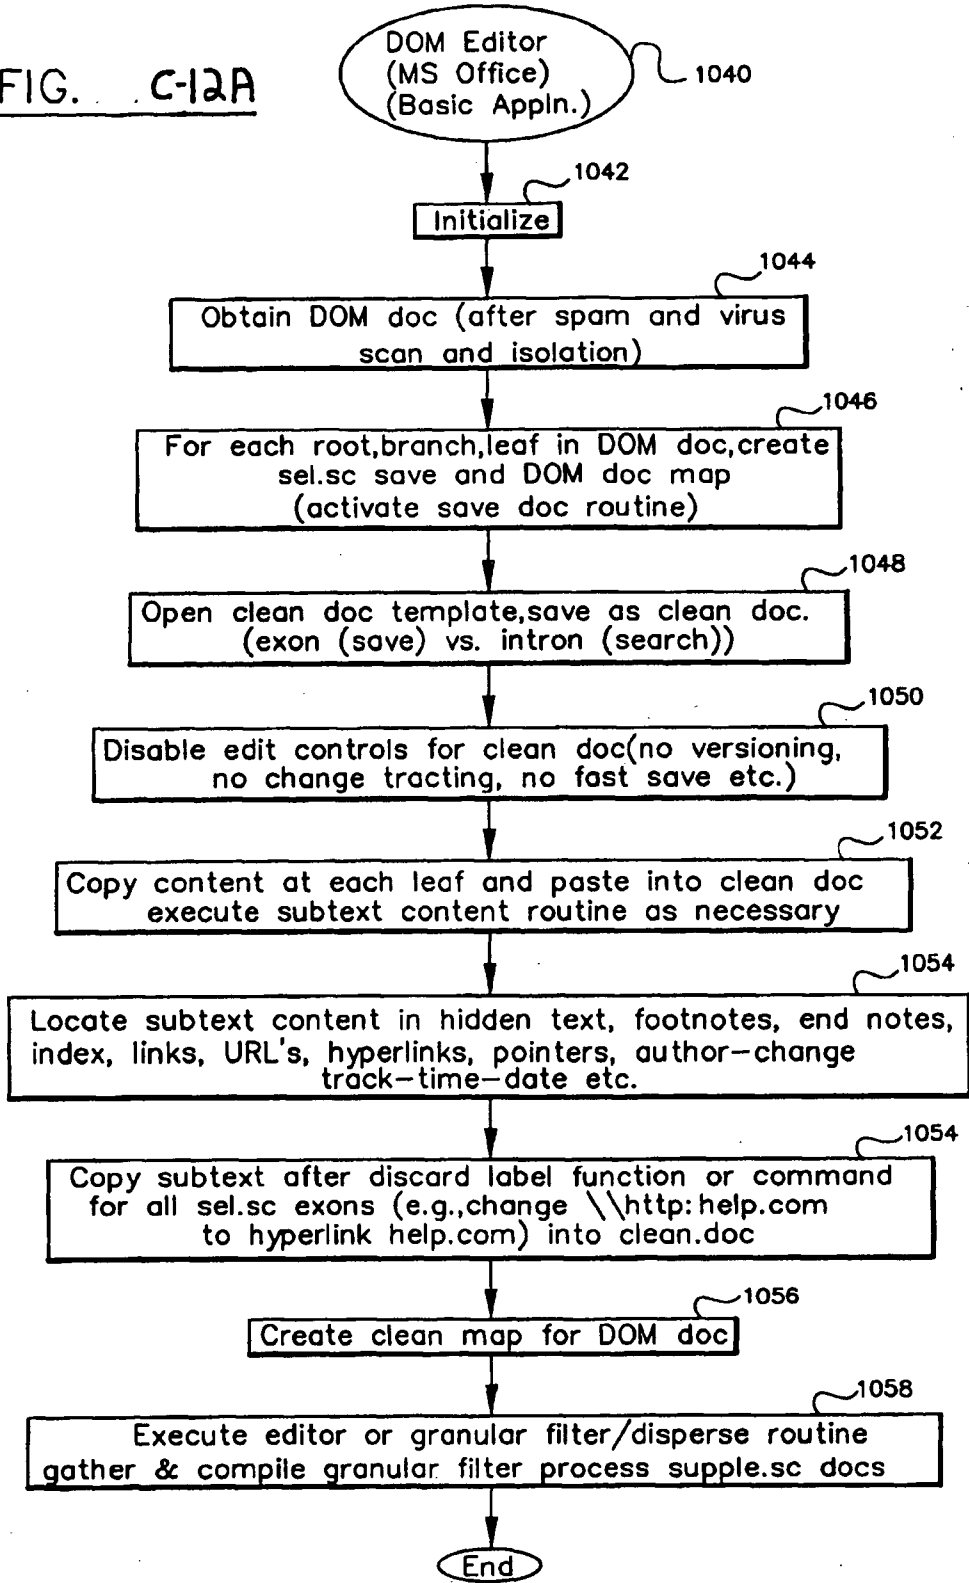 FIG. C-12A
DOM Editor
(MS Office)
(Basic Appln.)
1040
1042
Initialize
1044
Obtain DOM doc (after spam and virus
scan and isolation)
1046
For each root,branch,leaf in DOM doc,create
sel.sc save and DOM doc map
(activate save doc routine)
1048
Open clean doc template,save as clean doc.
(exon (save) vs. intron (search))
1050
Disable edit controls for clean doc(no versioning,
no change tracting, no fast save etc.)
1052
Copy content at each leaf and paste into clean doc
execute subtext content routine as necessary
1054
Locate subtext content in hidden text, footnotes, end notes,
index, links, URL's, hyperlinks, pointers, author-change
track-time-date etc.
1054
Copy subtext after discard label function or command
for all sel.sc exons (e.g.,change \\http:help.com
to hyperlink help.com) into clean.doc
1056
Create clean map for DOM doc
1058
Execute editor or granular filter/disperse routine
gather & compile granular filter process supple.sc docs
End